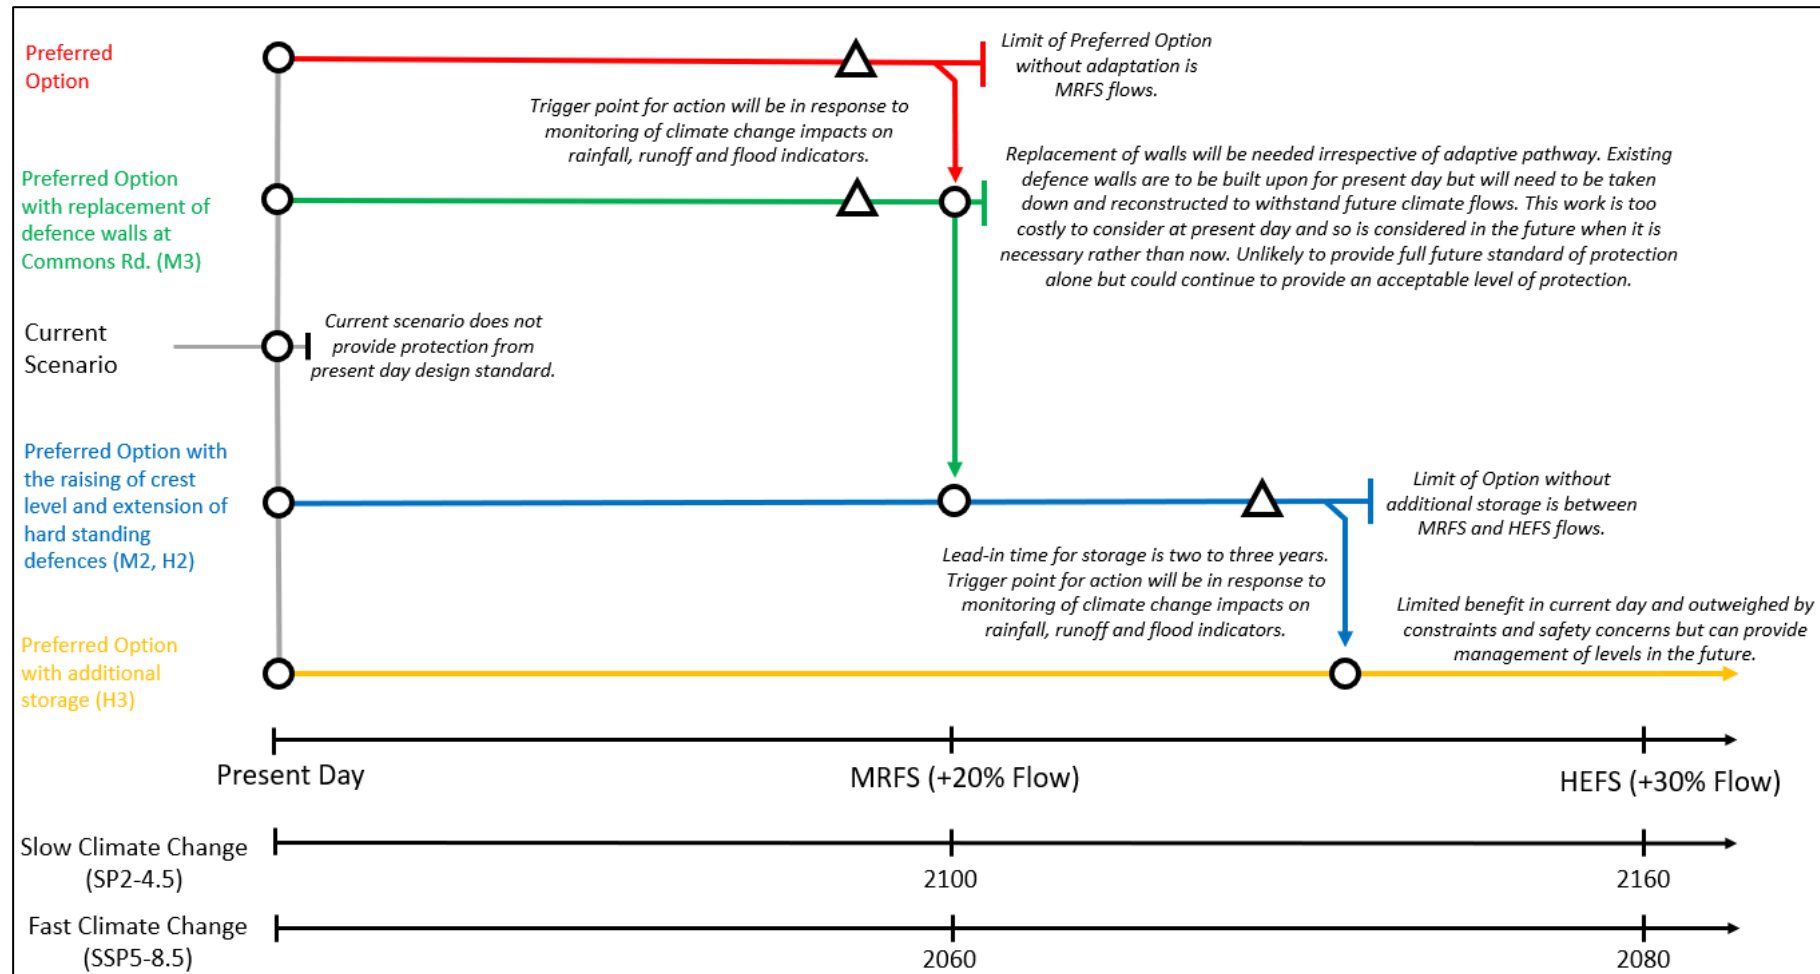 Preferred
Option
Limit of Preferred Option
without adaptation is
MRFS flows.
Trigger point for action will be in response to
monitoring of climate change impacts on
rainfall, runoff and flood indicators.
Preferred Option
with replacement of
defence walls at
Commons Rd. (M3)
Replacement of walls will be needed irrespective of adaptive pathway. Existing
defence walls are to be built upon for present day but will need to be taken
down and reconstructed to withstand future climate flows. This work is too
costly to consider at present day and so is considered in the future when it is
necessary rather than now. Unlikely to provide full future standard of protection
alone but could continue to provide an acceptable level of protection.
Current
Scenario
Current scenario does not
provide protection from
present day design standard.
Preferred Option with
the raising of crest
level and extension of
hard standing
defences (M2, H2)
Limit of Option without
additional storage is between
MRFS and HEFS flows.
Lead-in time for storage is two to three years.
Trigger point for action will be in response to
monitoring of climate change impacts on
rainfall, runoff and flood indicators.
Preferred Option
with additional
storage (H3)
Limited benefit in current day and outweighed by
constraints and safety concerns but can provide
management of levels in the future.
Present Day
MRFS (+20% Flow)
HEFS (+30% Flow)
Slow Climate Change
(SP2-4.5)
2100
2160
Fast Climate Change
(SSP5-8.5)
2060
2080